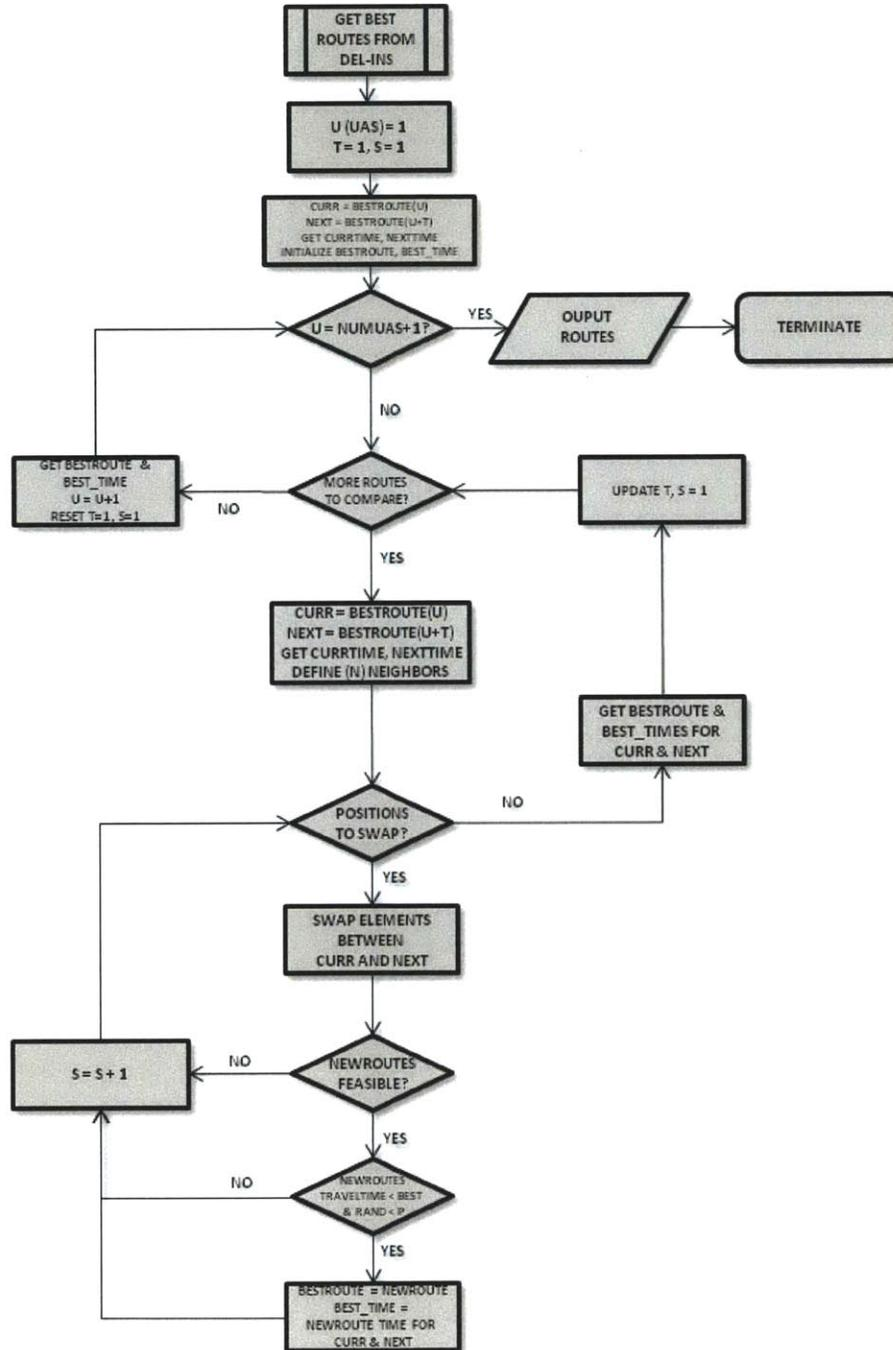 GET BEST
ROUTES FROM
DEL-INS
U (UAS) = 1
T = 1, S = 1
CURR = BESTROUTE(U)
NEXT = BESTROUTE(U+T)
GET CURRTIME, NEXTTIME
INITIALIZE BESTROUTE, BEST_TIME
U = NUMUAS+1?
YES
OUPUT
ROUTES
TERMINATE
NO
GET BESTROUTE &
BEST_TIME
U = U+1
RESET T=1, S=1
NO
MORE ROUTES
TO COMPARE?
UPDATE T, S = 1
YES
CURR = BESTROUTE(U)
NEXT = BESTROUTE(U+T)
GET CURRTIME, NEXTTIME
DEFINE (N) NEIGHBORS
GET BESTROUTE &
BEST_TIMES FOR
CURR & NEXT
POSITIONS
TO SWAP?
NO
YES
SWAP ELEMENTS
BETWEEN
CURR AND NEXT
S = S + 1
NO
NEWROUTES
FEASIBLE?
YES
NO
NEWROUTES
TRAVELTIME < BEST
& RAND < P
YES
BESTROUTE = NEWROUTE
BEST_TIME =
NEWROUTE TIME FOR
CURR & NEXT